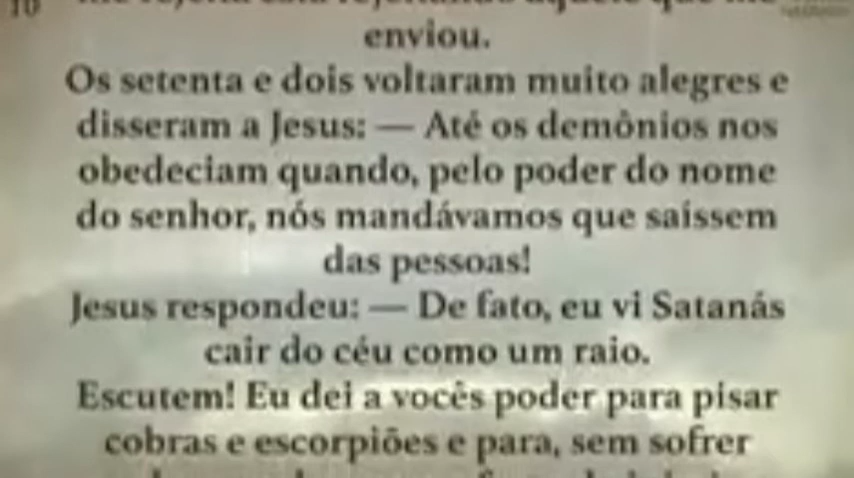 10
enviou.
Os setenta e dois voltaram muito alegres e
disseram a Jesus: — Até os demônios nos
obedeciam quando, pelo poder do nome
do senhor, nós mandávamos que saíssem
das pessoas!
Jesus respondeu: — De fato, eu vi Satanás
cair do céu como um raio.
Escutem! Eu dei a vocês poder para pisar
cobras e escorpiões e para, sem sofrer